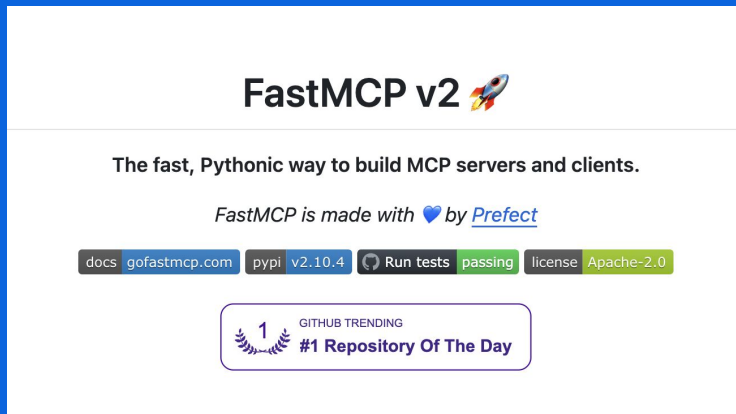 FastMCP v2 🚀
The fast, Pythonic way to build MCP servers and clients.
FastMCP is made with 💙 by Prefect
docs gofastmcp.com pypi v2.10.4 Run tests passing license Apache-2.0
1 GITHUB TRENDING
#1 Repository Of The Day